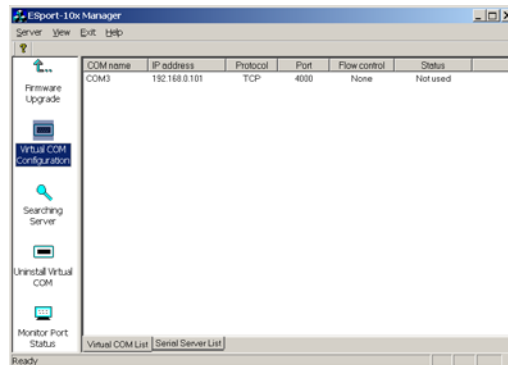 ESport-10x Manager
Server View Exit Help
Firmware
Upgrade
Virtual COM
Configuration
Searching
Server
Uninstall Virtual
COM
Monitor Port
Status
COM name IP address Protocol Port Flow control Status
COM3 192.168.0.101 TCP 4000 None Not used
Virtual COM List Serial Server List
Ready